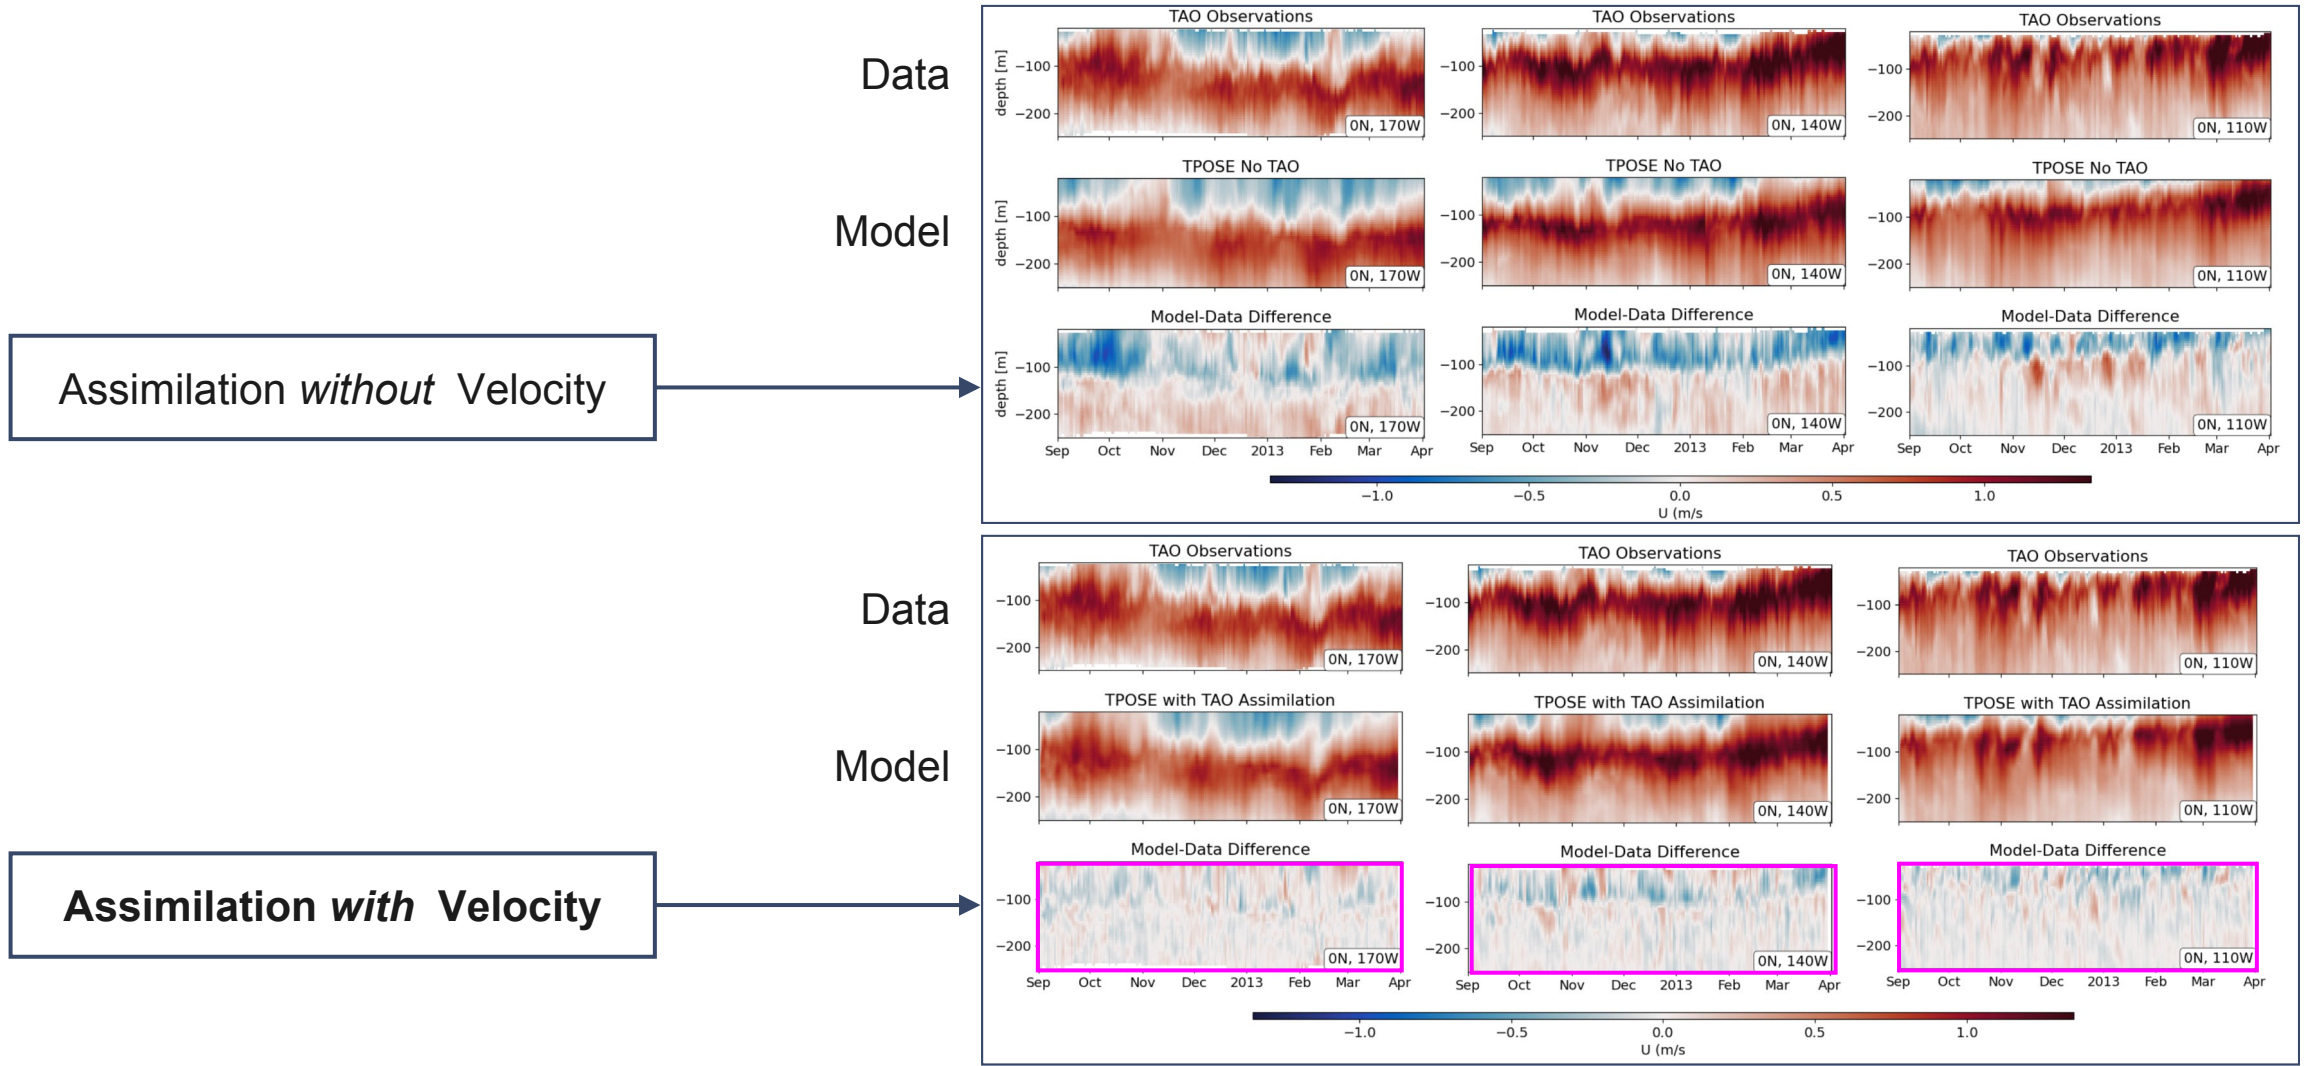 TAO Observations TAO Observations TAO Observations
Data
depth [m] −100 −200 0N, 170W −100 −200 0N, 140W −100 −200 0N, 110W
TPOSE No TAO TPOSE No TAO TPOSE No TAO
Model
depth [m] −100 −200 0N, 170W −100 −200 0N, 140W −100 −200 0N, 110W
Model-Data Difference Model-Data Difference Model-Data Difference
Assimilation without Velocity
depth [m] −100 −200 0N, 170W −100 −200 0N, 140W −100 −200 0N, 110W
Sep Oct Nov Dec 2013 Feb Mar Apr Sep Oct Nov Dec 2013 Feb Mar Apr Sep Oct Nov Dec 2013 Feb Mar Apr
−1.0 −0.5 0.0 0.5 1.0
U (m/s
TAO Observations TAO Observations TAO Observations
Data
−100 −200 0N, 170W −100 −200 0N, 140W −100 −200 0N, 110W
TPOSE with TAO Assimilation TPOSE with TAO Assimilation TPOSE with TAO Assimilation
Model
−100 −200 0N, 170W −100 −200 0N, 140W −100 −200 0N, 110W
Model-Data Difference Model-Data Difference Model-Data Difference
Assimilation with Velocity
−100 −200 0N, 170W −100 −200 0N, 140W −100 −200 0N, 110W
Sep Oct Nov Dec 2013 Feb Mar Apr Sep Oct Nov Dec 2013 Feb Mar Apr Sep Oct Nov Dec 2013 Feb Mar Apr
−1.0 −0.5 0.0 0.5 1.0
U (m/s